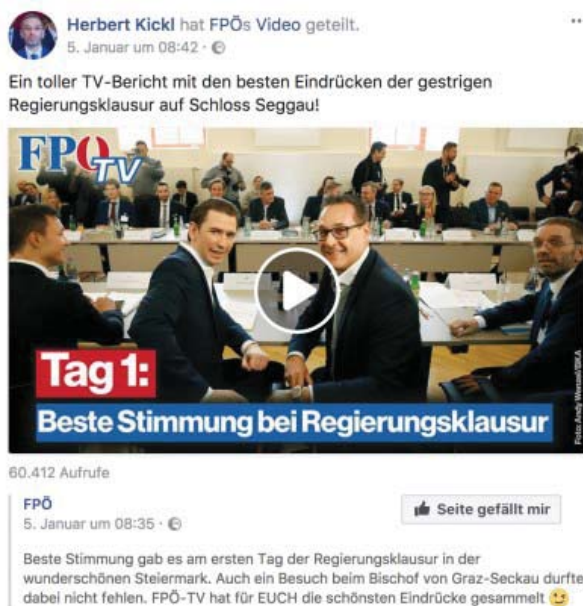 Herbert Kickl hat FPÖs Video geteilt.
5. Januar um 08:42 ·
Ein toller TV-Bericht mit den besten Eindrücken der gestrigen
Regierungsklausur auf Schloss Seggau!
FPÖ
TV
Tag 1:
Beste Stimmung bei Regierungsklausur
Foto: Andy Wenzel/BKA
60.412 Aufrufe
FPÖ
5. Januar um 08:35 ·
Seite gefällt mir
Beste Stimmung gab es am ersten Tag der Regierungsklausur in der
wunderschönen Steiermark. Auch ein Besuch beim Bischof von Graz-Seckau durfte
dabei nicht fehlen. FPÖ-TV hat für EUCH die schönsten Eindrücke gesammelt 😉